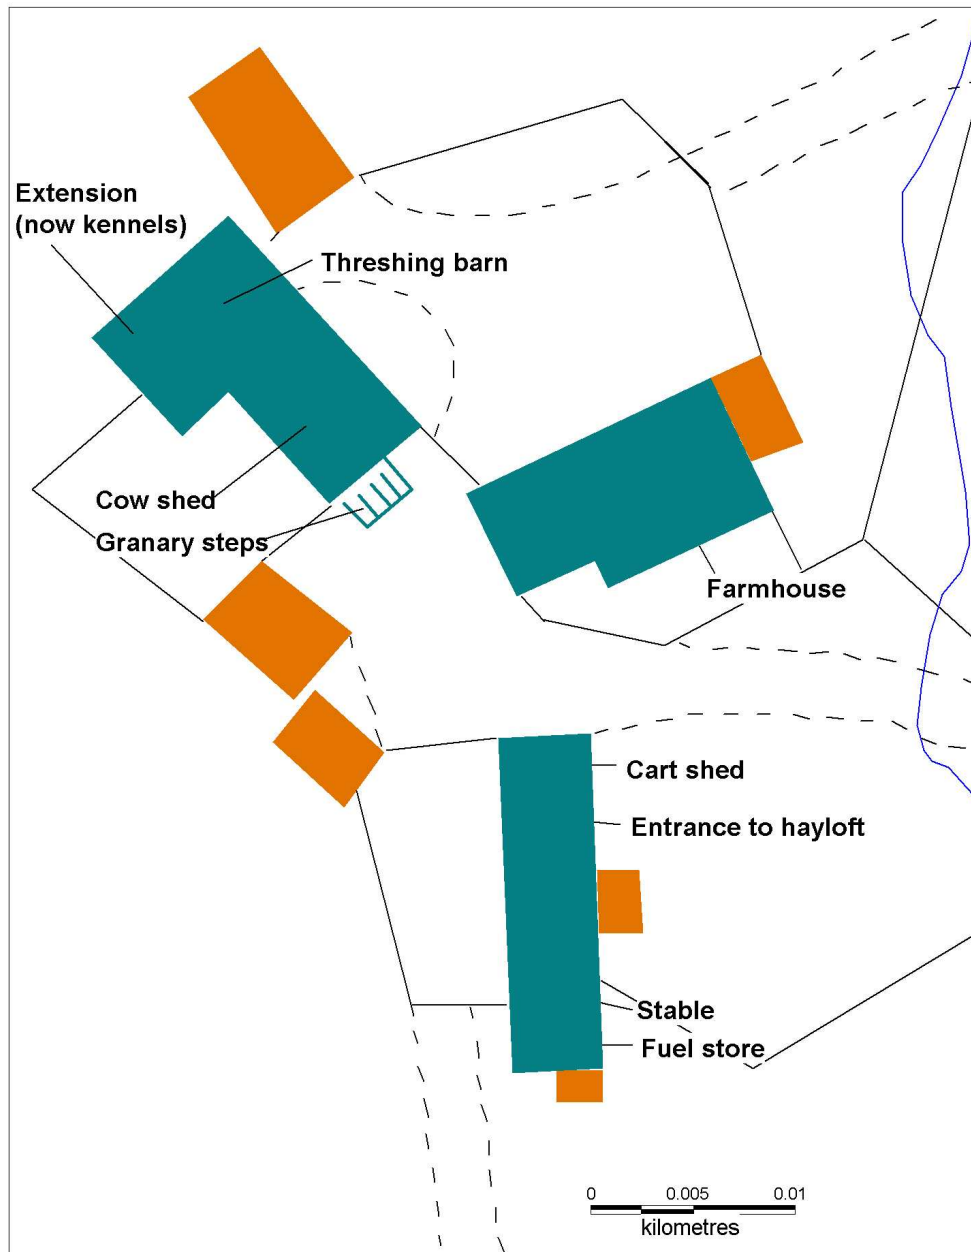 Extension
(now kennels)
Threshing barn
Cow shed
Granary steps
Farmhouse
Cart shed
Entrance to hayloft
Stable
Fuel store
0 0.005 0.01
kilometres